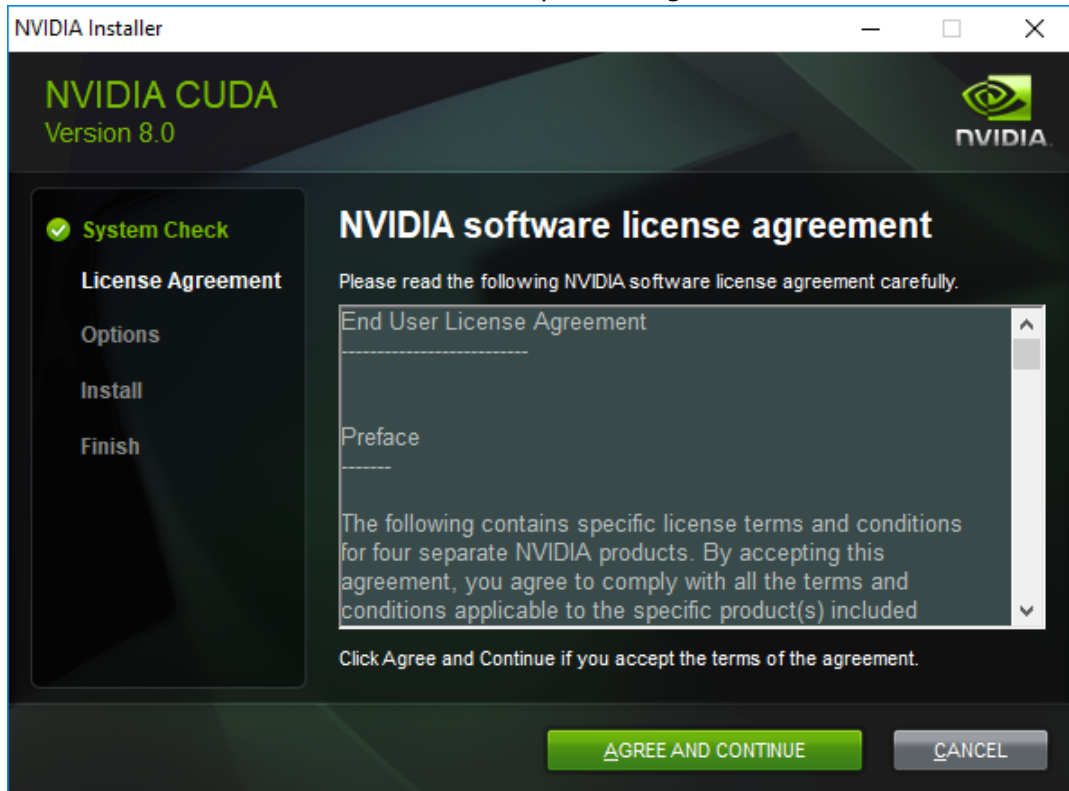 NVIDIA Installer
NVIDIA CUDA
Version 8.0
NVIDIA.
System Check
License Agreement
Options
Install
Finish
NVIDIA software license agreement
Please read the following NVIDIA software license agreement carefully.
End User License Agreement
--------------------------
Preface
-------
The following contains specific license terms and conditions
for four separate NVIDIA products. By accepting this
agreement, you agree to comply with all the terms and
conditions applicable to the specific product(s) included
Click Agree and Continue if you accept the terms of the agreement.
AGREE AND CONTINUE
CANCEL